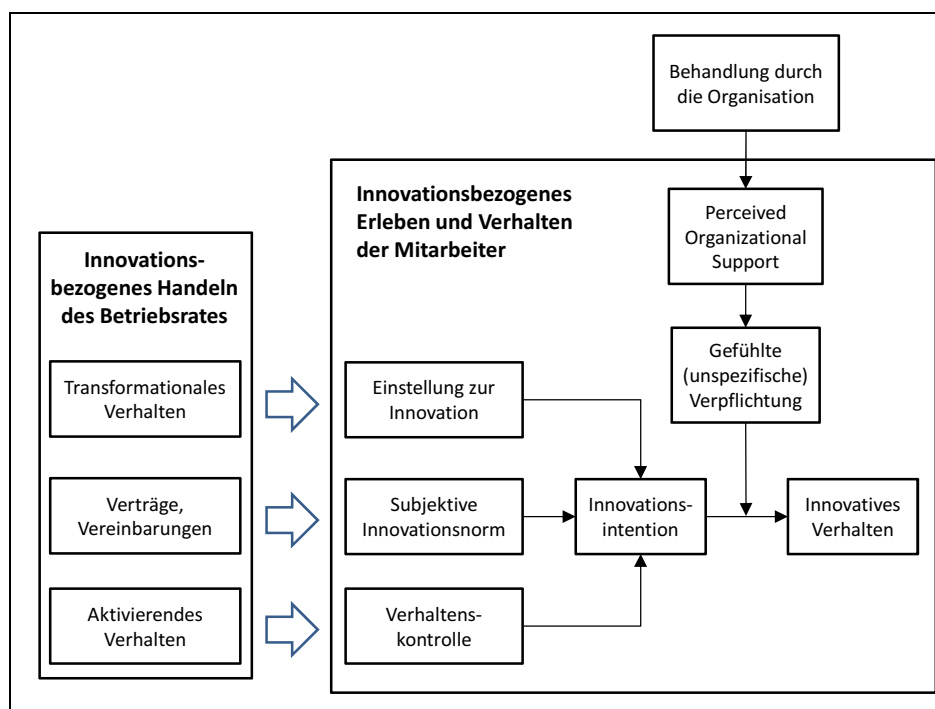 Behandlung durch
die Organisation
Innovationsbezogenes
Erleben und Verhalten
der Mitarbeiter
Perceived
Organizational
Support
Innovations-
bezogenes Handeln
des Betriebsrates
Gefühlte
(unspezifische)
Verpflichtung
Transformationales
Verhalten
Einstellung zur
Innovation
Verträge,
Vereinbarungen
Subjektive
Innovationsnorm
Innovations-
intention
Innovatives
Verhalten
Aktivierendes
Verhalten
Verhaltens-
kontrolle